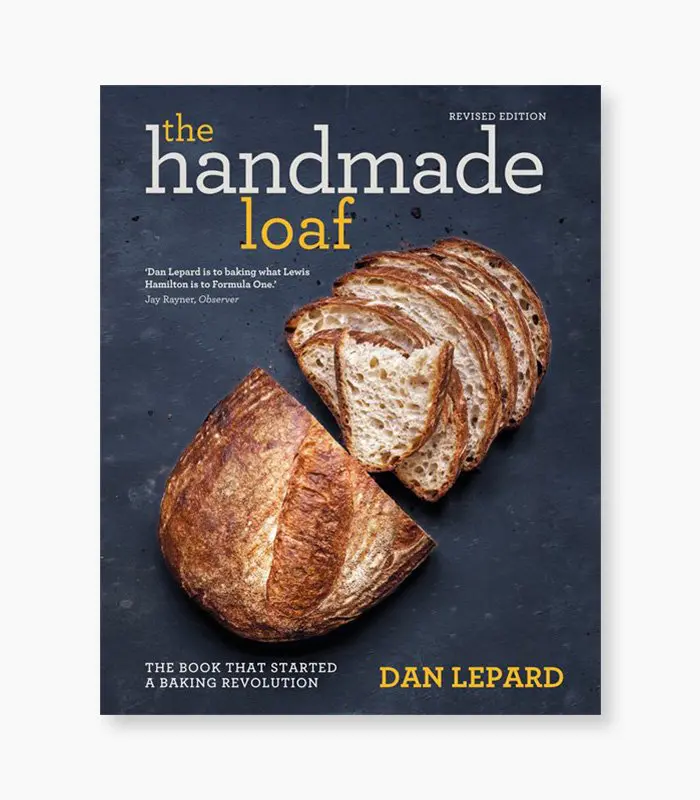 REVISED EDITION
the
handmade
loaf
‘Dan Lepard is to baking what Lewis
Hamilton is to Formula One.’
Jay Rayner, Observer
THE BOOK THAT STARTED
A BAKING REVOLUTION
DAN LEPARD